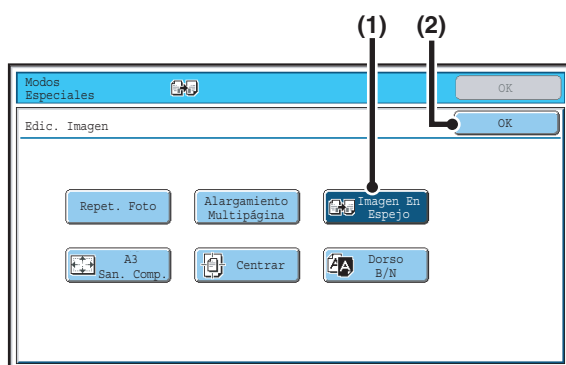 (1) (2)
Modos
Especiales
OK
Edic. Imagen
OK
Repet. Foto
Alargamiento
Multipágina
Imagen En
Espejo
A3
San. Comp.
Centrar
Dorso
B/N